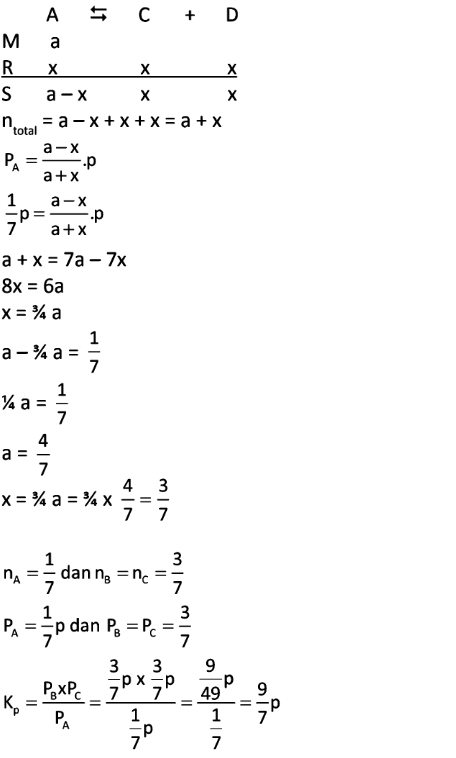 A ⇆ C + D
M a
R x x x
S a – x x x
n_total = a – x + x + x = a + x
P_A = (a – x)/(a + x) .p
1/7 p = (a – x)/(a + x) .p
a + x = 7a – 7x
8x = 6a
x = ¾ a
a – ¾ a = 1/7
¼ a = 1/7
a = 4/7
x = ¾ a = ¾ x 4/7 = 3/7
n_A = 1/7 dan n_B = n_C = 3/7
P_A = 1/7 p dan P_B = P_C = 3/7
K_p = (P_B x P_C)/P_A = (3/7 p x 3/7 p)/(1/7 p) = (9/49 p)/(1/7) = 9/7 p